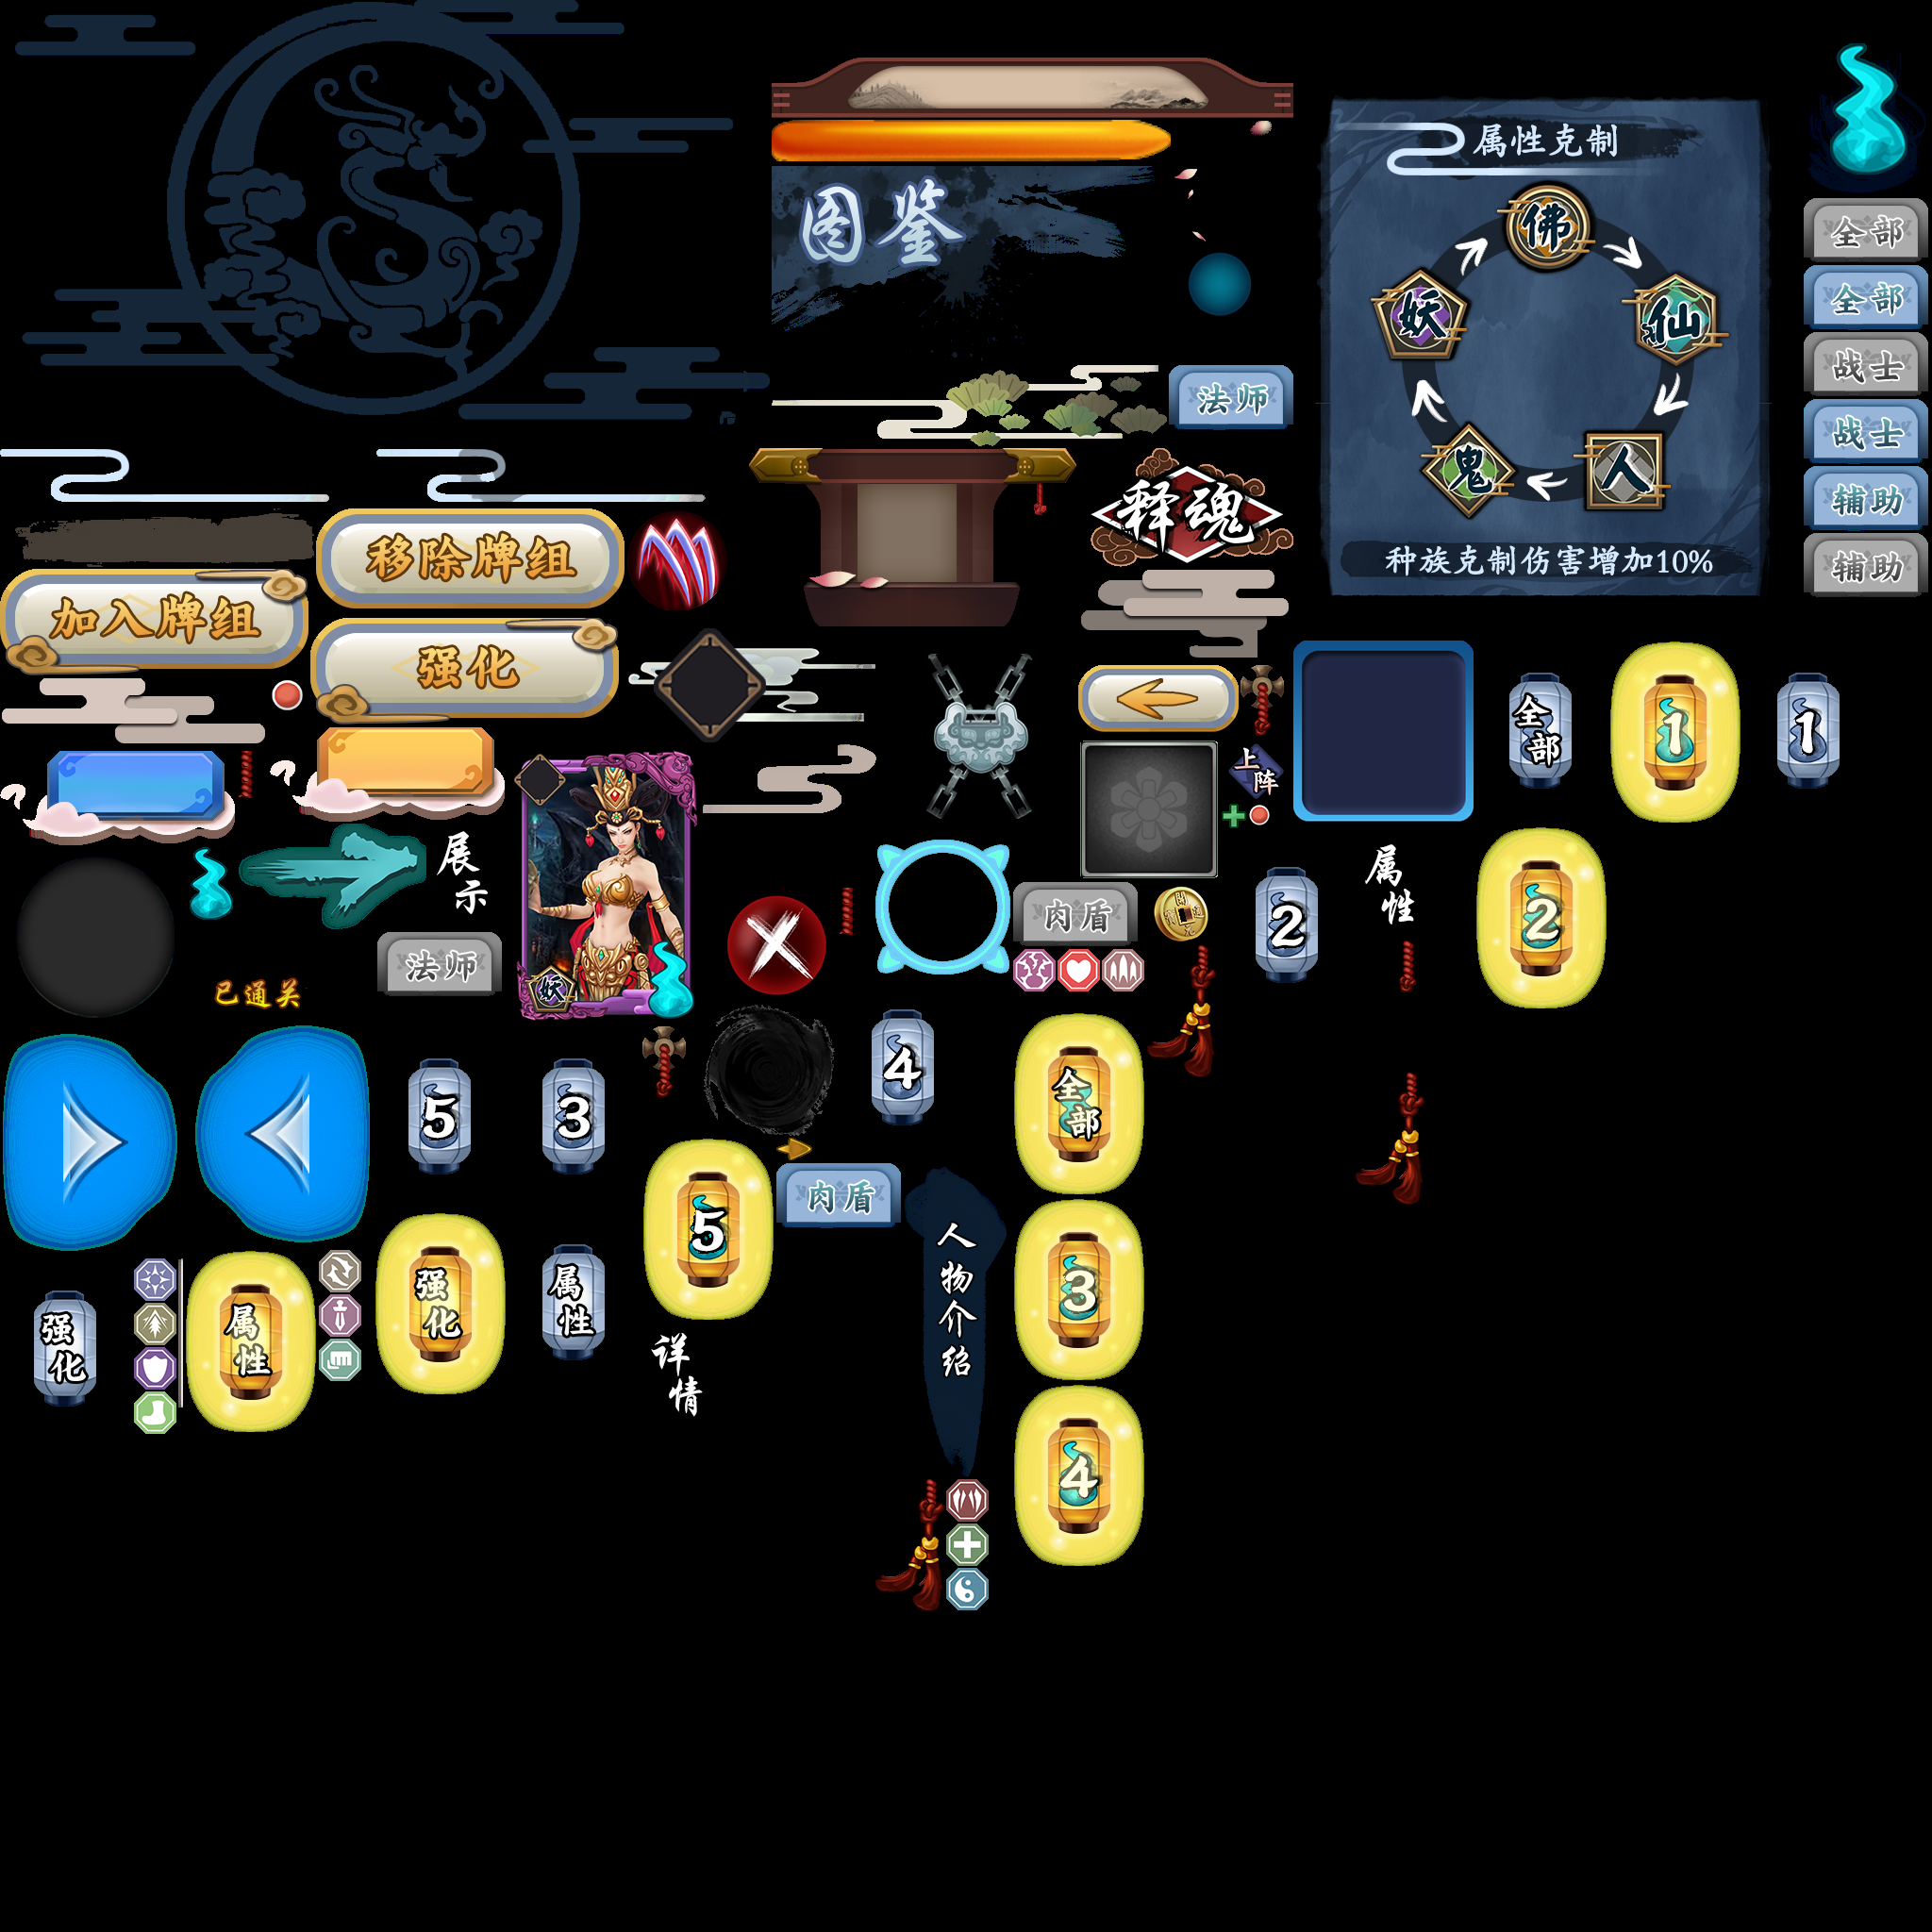 图鉴
属性克制
佛
妖
仙
鬼
人
种族克制伤害增加10%
全部
全部
战士
战士
辅助
辅助
法师
释魂
移除牌组
加入牌组
强化
全部
1
1
上阵
展示
妖
法师
已通关
肉盾
2
属性
2
5
3
4
全部
5
肉盾
人物介绍
3
强化
属性
强化
属性
详情
4